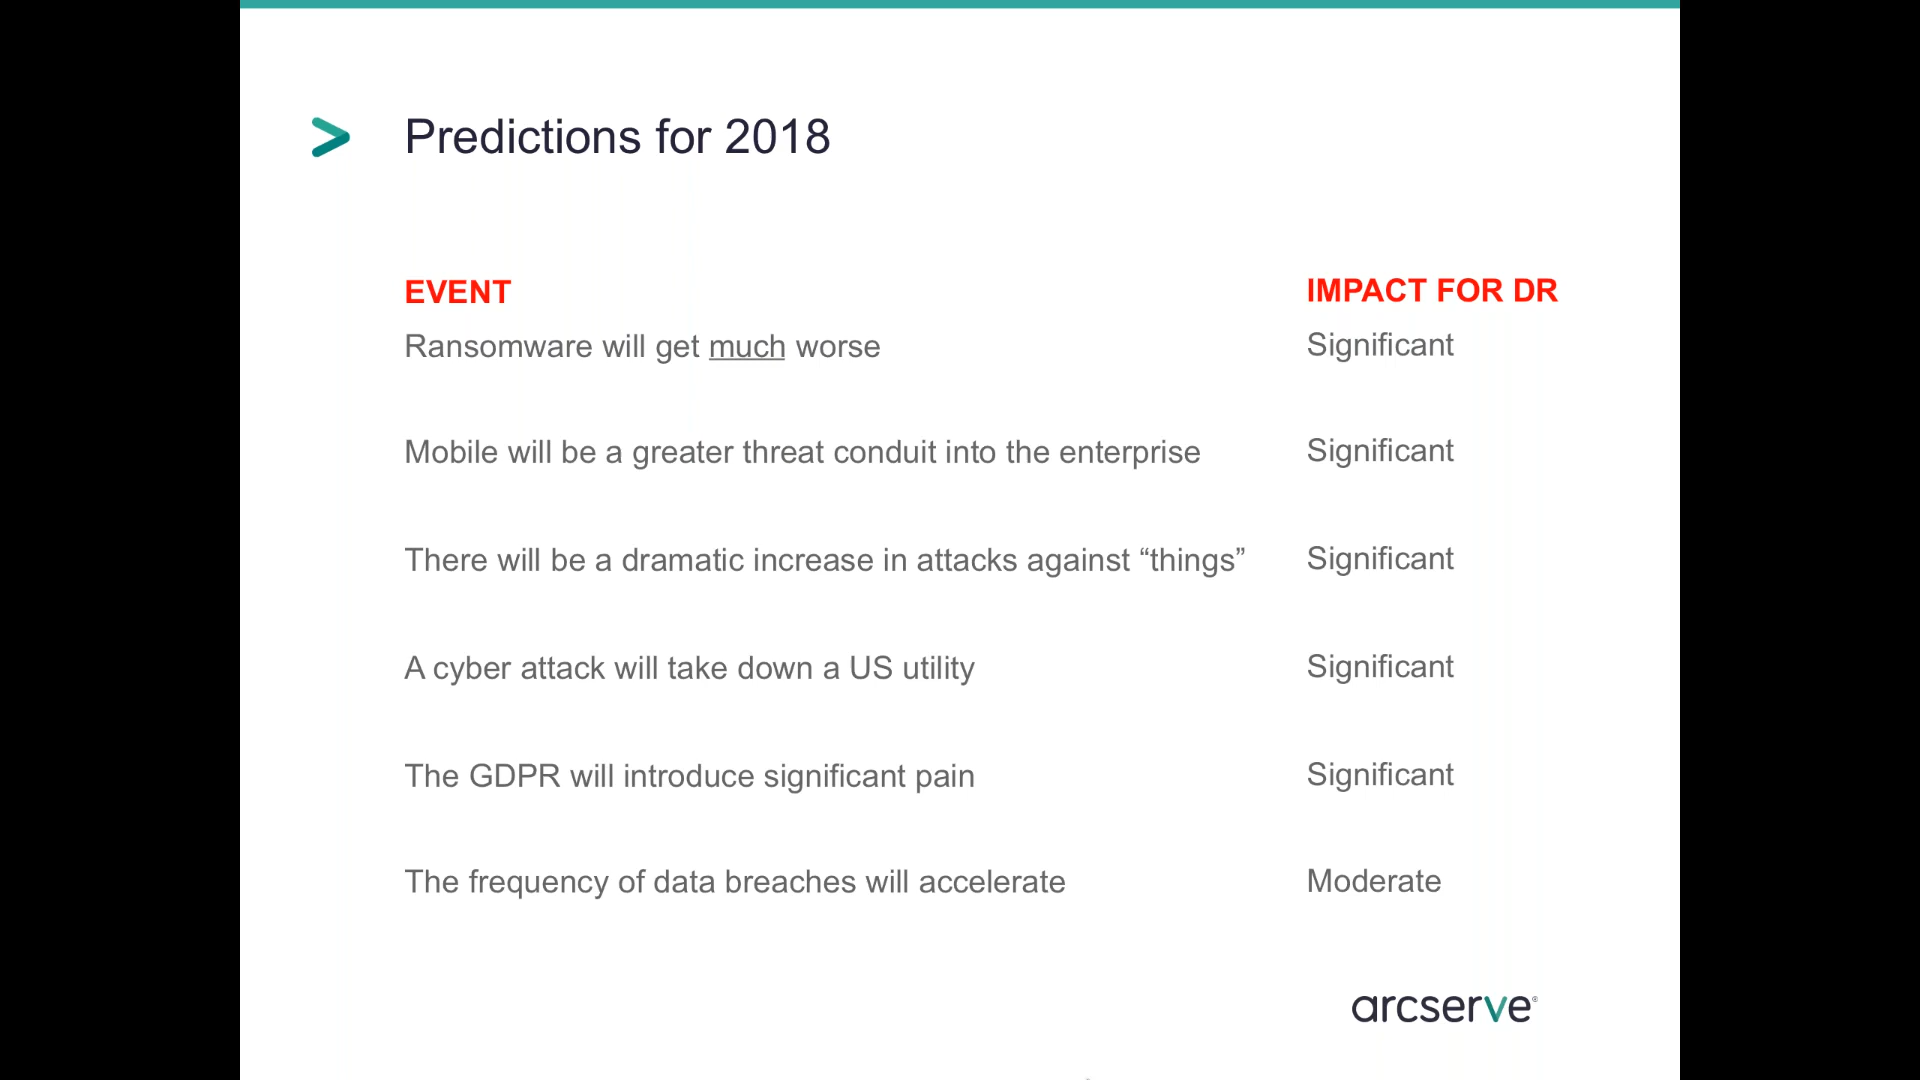 Predictions for 2018
EVENT IMPACT FOR DR
Ransomware will get much worse Significant
Mobile will be a greater threat conduit into the enterprise Significant
There will be a dramatic increase in attacks against “things” Significant
A cyber attack will take down a US utility Significant
The GDPR will introduce significant pain Significant
The frequency of data breaches will accelerate Moderate
arcserve®